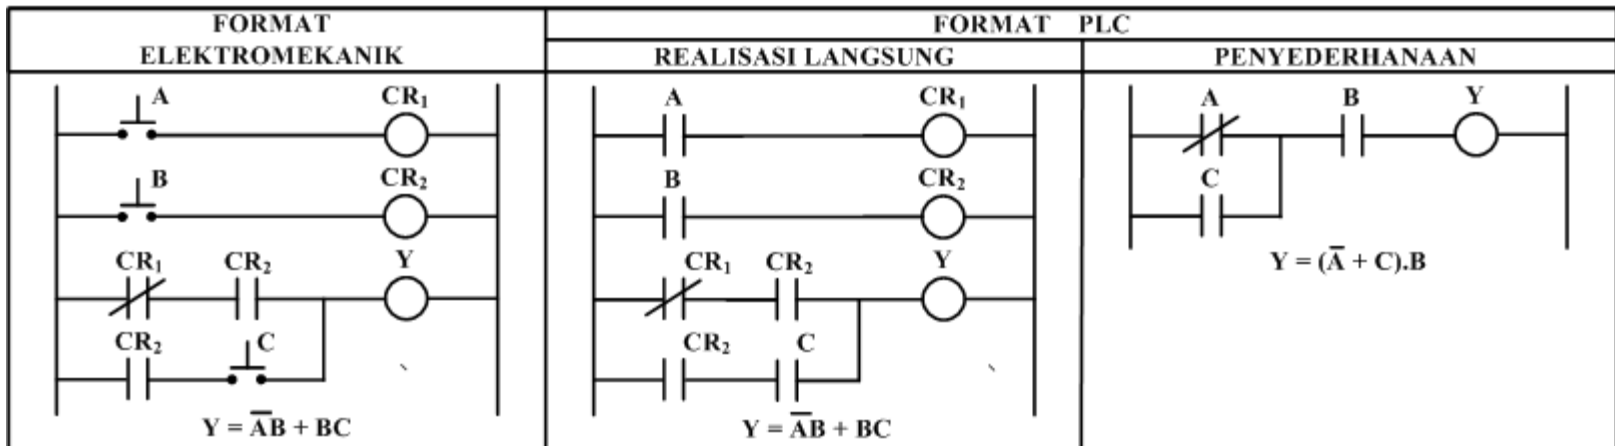 FORMAT ELEKTROMEKANIK
FORMAT PLC
REALISASI LANGSUNG
PENYEDERHANAAN
A
CR₁
B
CR₂
CR₁
CR₂
Y
CR₂
C
Y = A̅B + BC
A
CR₁
B
CR₂
CR₁
CR₂
Y
CR₂
C
Y = A̅B + BC
A
B
Y
C
Y = (A̅ + C).B